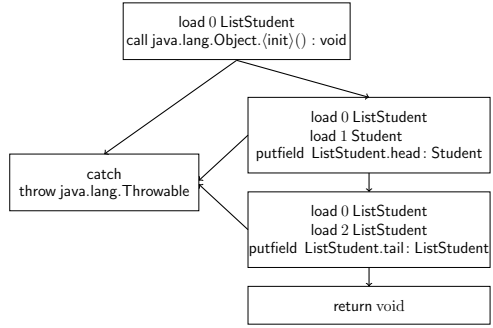 load 0 ListStudent
call java.lang.Object.⟨init⟩() : void
load 0 ListStudent
load 1 Student
putfield ListStudent.head: Student
catch
throw java.lang.Throwable
load 0 ListStudent
load 2 ListStudent
putfield ListStudent.tail: ListStudent
return void